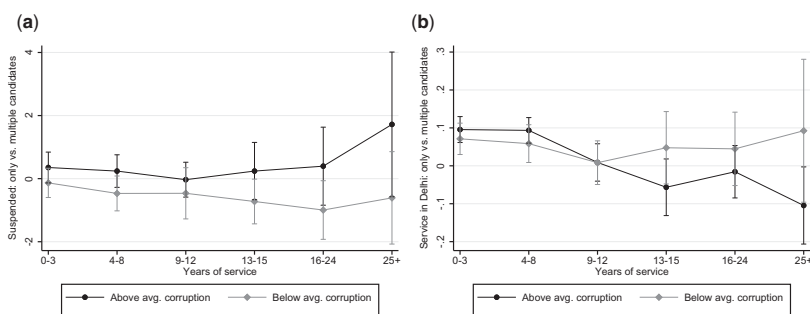 (a)
Suspended: only vs. multiple candidates
4
2
0
-2
0-3 4-8 9-12 13-15 16-24 25+
Years of service
Above avg. corruption Below avg. corruption
(b)
Service in Delhi: only vs. multiple candidates
.3
.2
.1
0
-.1
-.2
0-3 4-8 9-12 13-15 16-24 25+
Years of service
Above avg. corruption Below avg. corruption